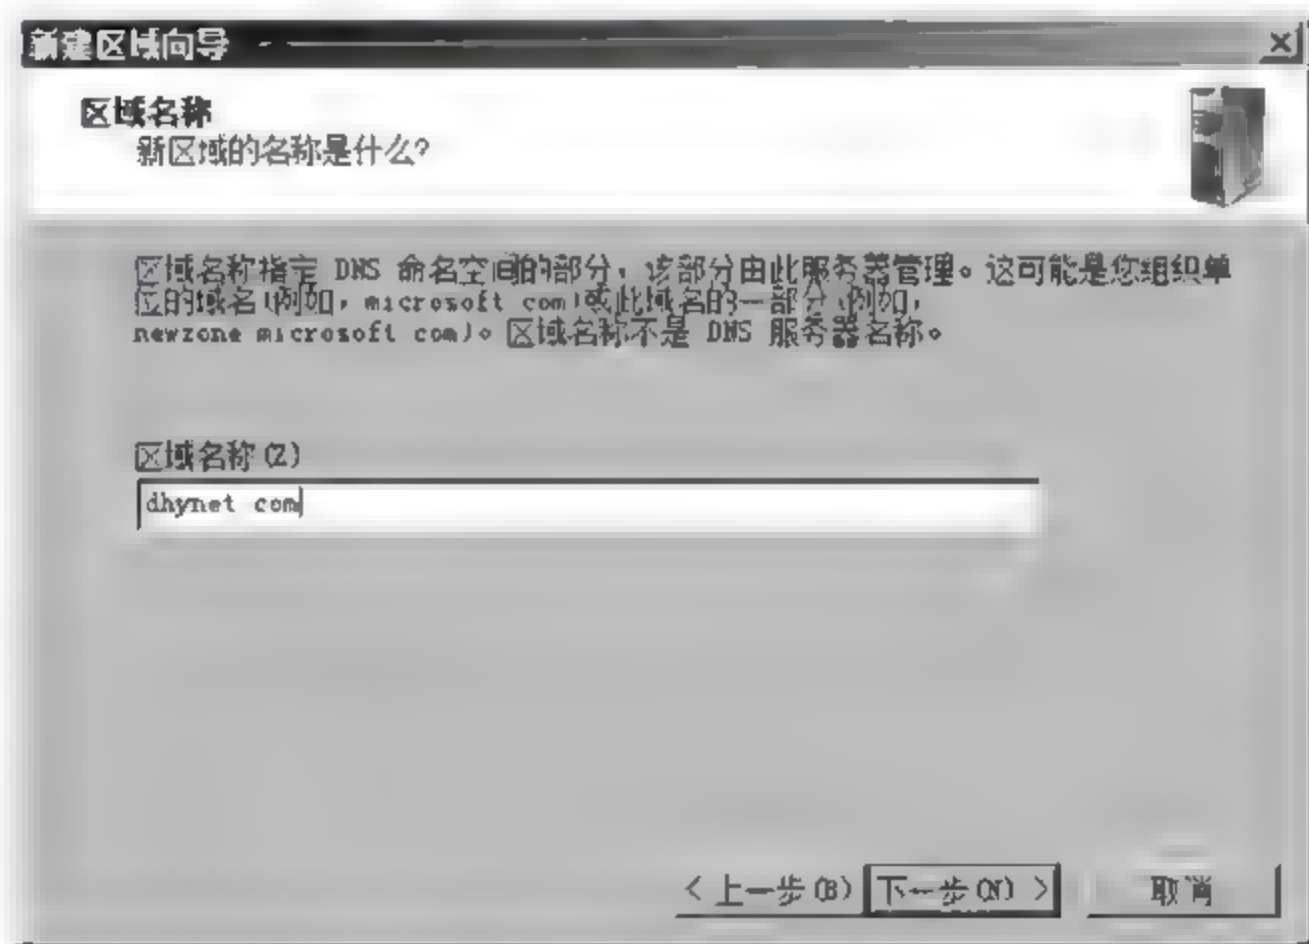 新建区域向导
区域名称
新区域的名称是什么?
区域名称指定 DNS 命名空间的部分，该部分由此服务器管理。这可能是您组织单
位的域名(例如，microsoft com)或此域名的一部分(例如，
newzone microsoft com)。区域名称不是 DNS 服务器名称。
区域名称(Z)
dhynet com
< 上一步(B)
下一步(N) >
取消